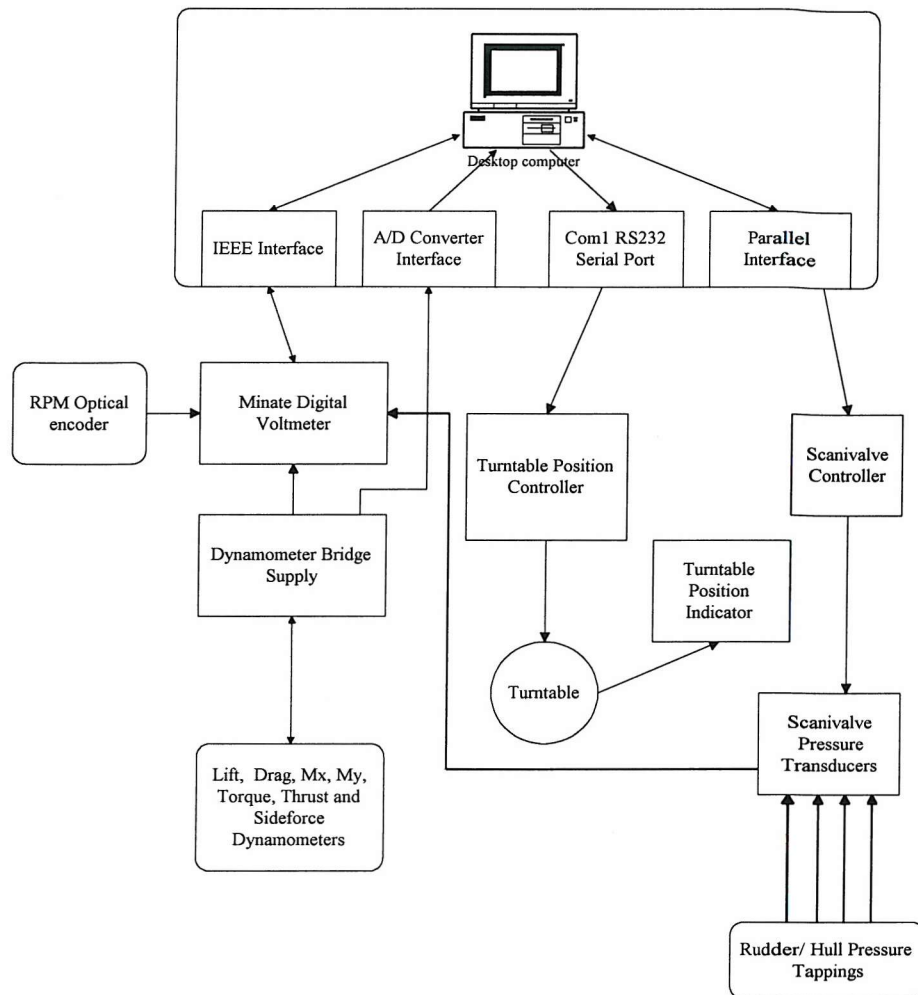 Desktop computer
IEEE Interface
A/D Converter
Interface
Com1 RS232
Serial Port
Parallel
Interface
RPM Optical
encoder
Minate Digital
Voltmeter
Turntable Position
Controller
Scanivalve
Controller
Dynamometer Bridge
Supply
Turntable
Position
Indicator
Turntable
Scanivalve
Pressure
Transducers
Lift, Drag, Mx, My,
Torque, Thrust and
Sideforce
Dynamometers
Rudder/ Hull Pressure
Tappings